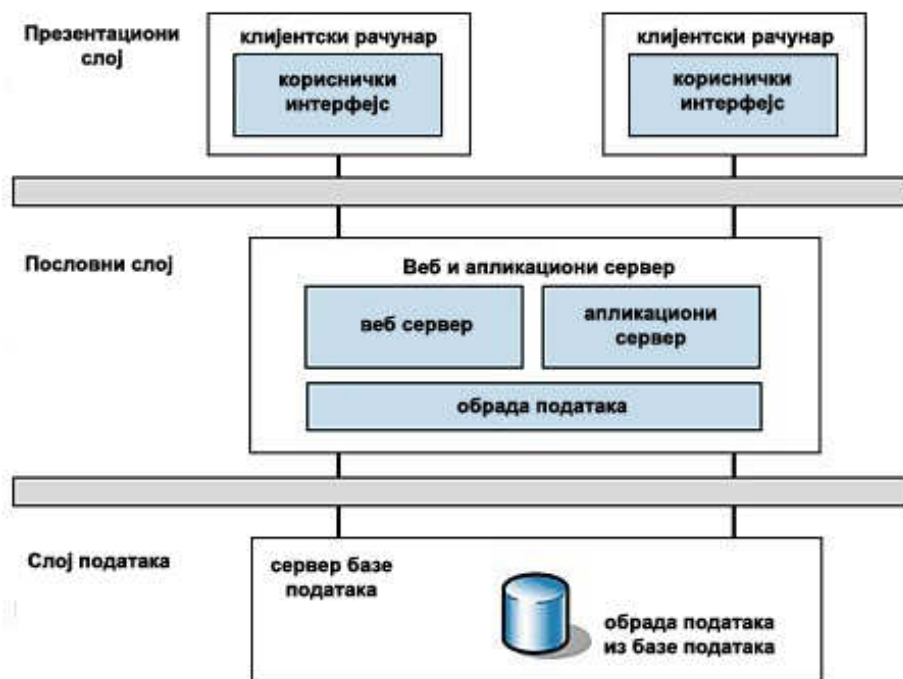 Презентациони
слој
клијентски рачунар
кориснички
интерфејс
клијентски рачунар
кориснички
интерфејс
Пословни слој
Веб и апликациони сервер
веб сервер
апликациони
сервер
обрада података
Слој података
сервер базе
података
обрада података
из базе података